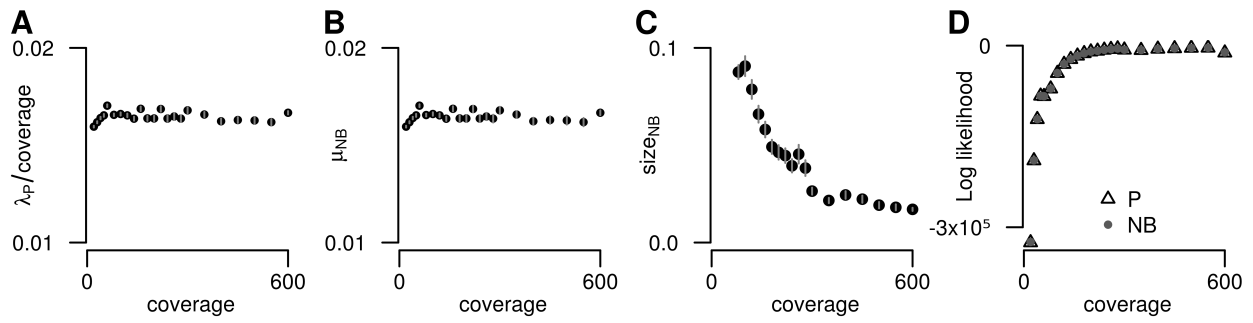 A
0.02
0.01
λP/coverage
0
600
coverage
B
0.02
0.01
μNB
0
600
coverage
C
0.1
0.0
sizeNB
0
600
coverage
D
0
-3x10⁵
Log likelihood
P
NB
0
600
coverage